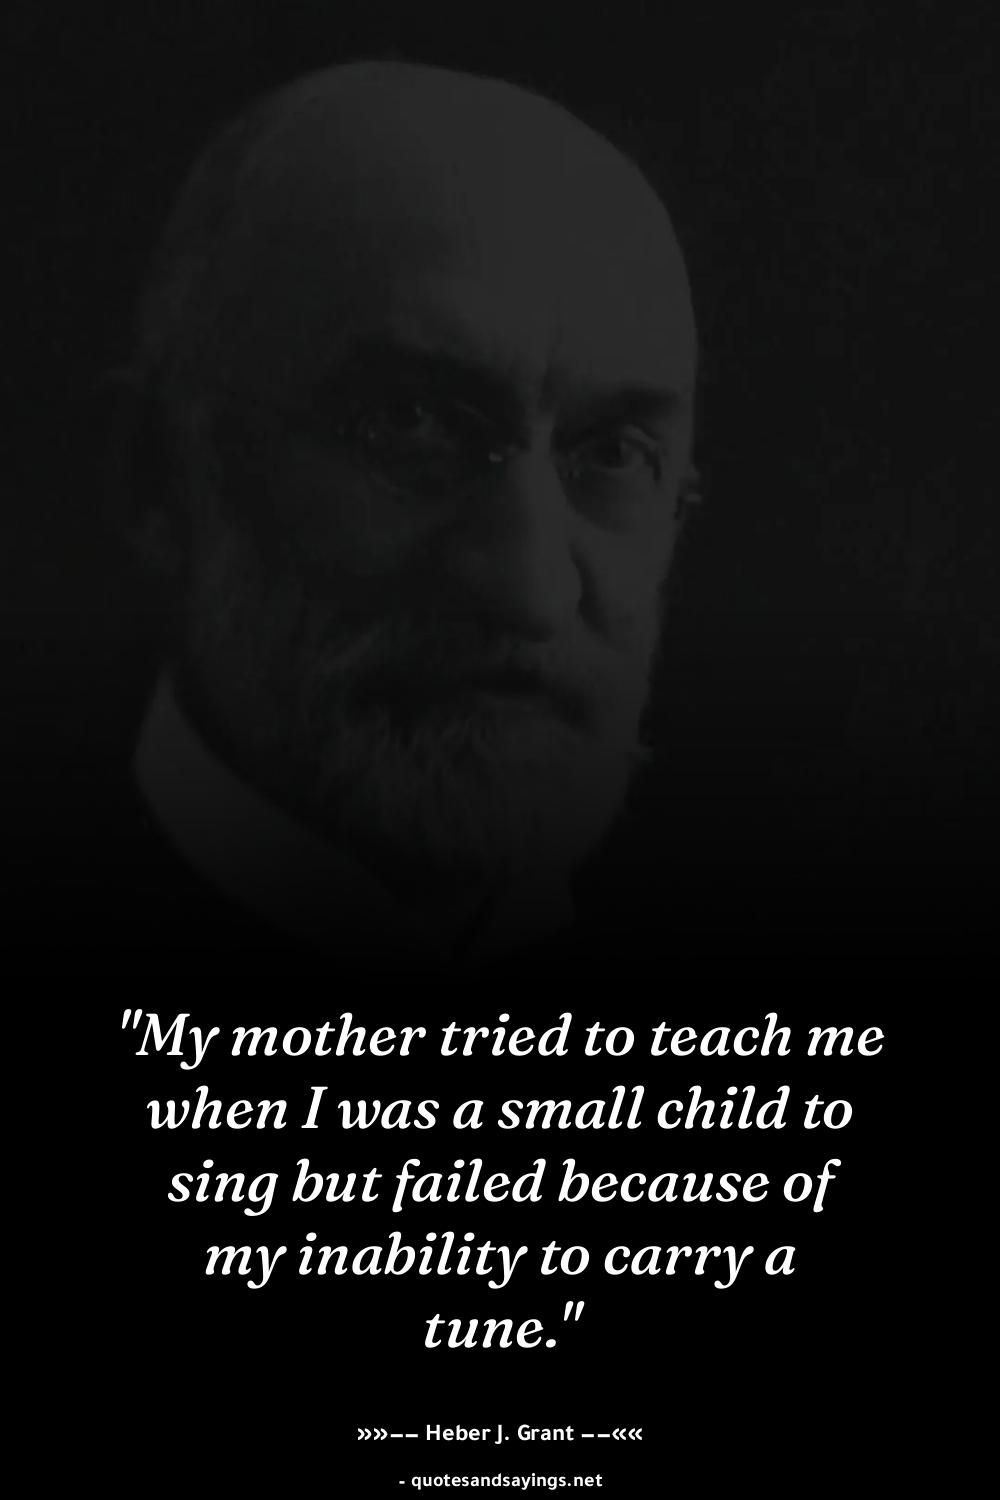 "My mother tried to teach me
when I was a small child to
sing but failed because of
my inability to carry a
tune."
»»−− Heber J. Grant −−««
- quotesandsayings.net